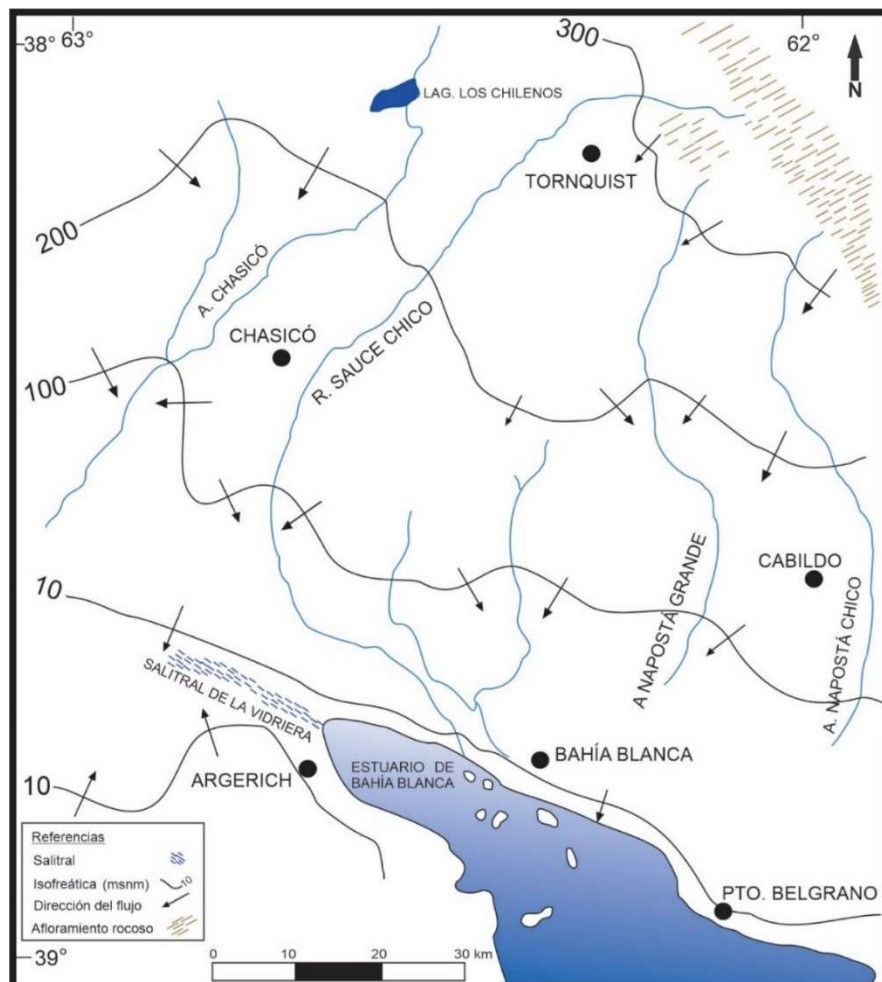 63°
38°
300
62°
N
LAG. LOS CHILENOS
TORNQUIST
200
A. CHASICÓ
CHASICÓ
R. SAUCE CHICO
100
A NAPOSTÁ GRANDE
CABILDO
A. NAPOSTÁ CHICO
10
SALITRAL DE LA VIDRIERA
BAHÍA BLANCA
ESTUARIO DE
BAHÍA BLANCA
ARGERICH
10
PTO. BELGRANO
Referencias
Salitral
Isofreática (msnm)
10
Dirección del flujo
Afloramiento rocoso
39°
0
10
20
30 km